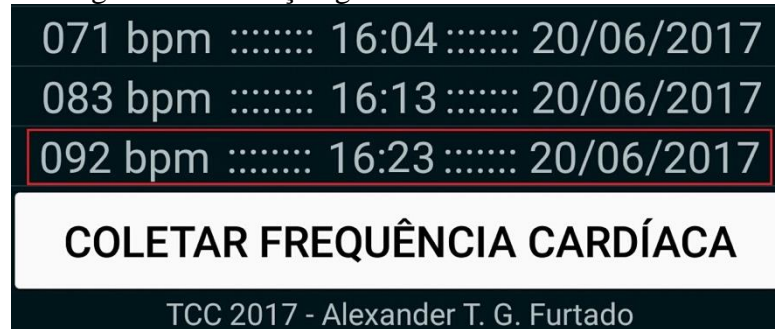 071 bpm :::::::: 16:04 ::::::: 20/06/2017
083 bpm :::::::: 16:13 ::::::: 20/06/2017
092 bpm :::::::: 16:23 ::::::: 20/06/2017
COLETAR FREQUÊNCIA CARDÍACA
TCC 2017 - Alexander T. G. Furtado